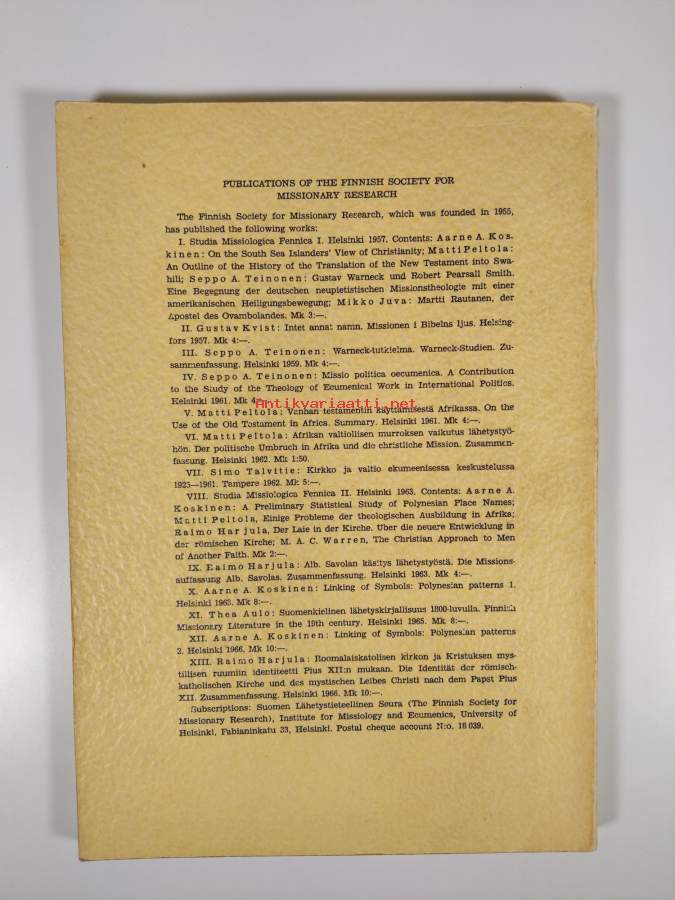 PUBLICATIONS OF THE FINNISH SOCIETY FOR
MISSIONARY RESEARCH
The Finnish Society for Missionary Research, which was founded in 1955,
has published the following works:
I. Studia Missiologica Fennica I. Helsinki 1957. Contents: Aarne A. Kos-
kinen: On the South Sea Islanders' View of Christianity; Matti Peltola:
An Outline of the History of the Translation of the New Testament into Swa-
hili; Seppo A. Teinonen: Gustav Warneck und Robert Pearsall Smith.
Eine Begegnung der deutschen neupietistischen Missionstheologie mit einer
amerikanischen Heiligungsbewegung; Mikko Juva: Martti Rautanen, der
Apostel des Ovambolandes. Mk 3:—.
II. Gustav Kvist: Intet annat namn. Missionen i Bibelns ljus. Helsing-
fors 1957. Mk 4:—.
III. Seppo A. Teinonen: Warneck-tutkielma. Warneck-Studien. Zu-
sammenfassung. Helsinki 1959. Mk 4:—.
IV. Seppo A. Teinonen: Missio politica oecumenica. A Contribution
to the Study of the Theology of Ecumenical Work in International Politics.
Helsinki 1961. Mk 4:—.
Antikvariaatti.net
V. Matti Peltola: Vanhan testamentin käyttämisestä Afrikassa. On the
Use of the Old Testament in Africa. Summary. Helsinki 1961. Mk 4:—.
VI. Matti Peltola: Afrikan valtiollisen murroksen vaikutus lähetystyö-
hön. Der politische Umbruch in Afrika und die christliche Mission. Zusammen-
fassung. Helsinki 1962. Mk 1:50.
VII. Simo Talvitie: Kirkko ja valtio ekumeenisessa keskustelussa
1925—1961. Tampere 1962. Mk 5:—.
VIII. Studia Missiologica Fennica II. Helsinki 1963. Contents: Aarne A.
Koskinen: A Preliminary Statistical Study of Polynesian Place Names;
Matti Peltola, Einige Probleme der theologischen Ausbildung in Afrika;
Raimo Harjula, Der Laie in der Kirche. Über die neuere Entwicklung in
der römischen Kirche; M. A. C. Warren, The Christian Approach to Men
of Another Faith. Mk 2:—.
IX. Raimo Harjula: Alb. Savolan käsitys lähetystyöstä. Die Missions-
auffassung Alb. Savolas. Zusammenfassung. Helsinki 1963. Mk 4:—.
X. Aarne A. Koskinen: Linking of Symbols: Polynesian patterns 1.
Helsinki 1963. Mk 8:—.
XI. Thea Aulo: Suomenkielinen lähetyskirjallisuus 1800-luvulla. Finnish
Missionary Literature in the 19th century. Helsinki 1965. Mk 8:—.
XII. Aarne A. Koskinen: Linking of Symbols: Polynesian patterns
2. Helsinki 1966. Mk 10:—.
XIII. Raimo Harjula: Roomalaiskatolisen kirkon ja Kristuksen mys-
tillisen ruumiin identiteetti Pius XII:n mukaan. Die Identität der römisch-
katholischen Kirche und des mystischen Leibes Christi nach dem Papst Pius
XII. Zusammenfassung. Helsinki 1966. Mk 10:—.
Subscriptions: Suomen Lähetystieteellinen Seura (The Finnish Society for
Missionary Research), Institute for Missiology and Ecumenics, University of
Helsinki, Fabianinkatu 33, Helsinki. Postal cheque account N:o. 18 039.